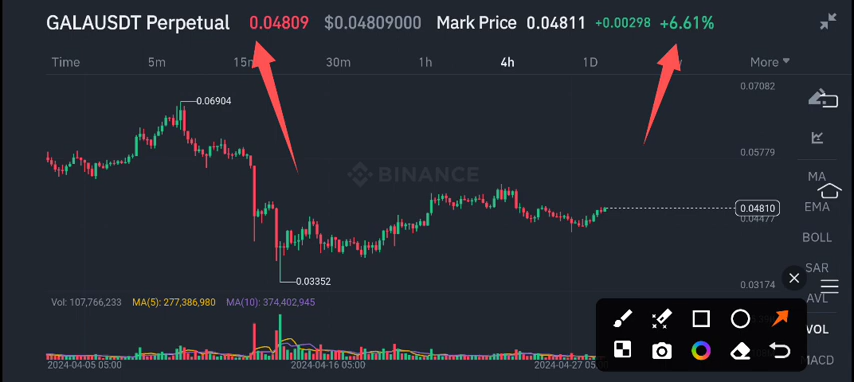 GALAUSDT Perpetual 0.04809 $0.04809000 Mark Price 0.04811 +0.00298 +6.61%
Time 5m 15m 30m 1h 4h 1D More
0.07082
0.06904
0.05779
BINANCE
MA
0.04810
EMA
0.04477
BOLL
SAR
0.03352
0.03174
Vol: 107,766,233 MA(5): 277,386,980 MA(10): 374,402,945
AVL
VOL
MACD
2024-04-05 05:00 2024-04-16 05:00 2024-04-27 05:00